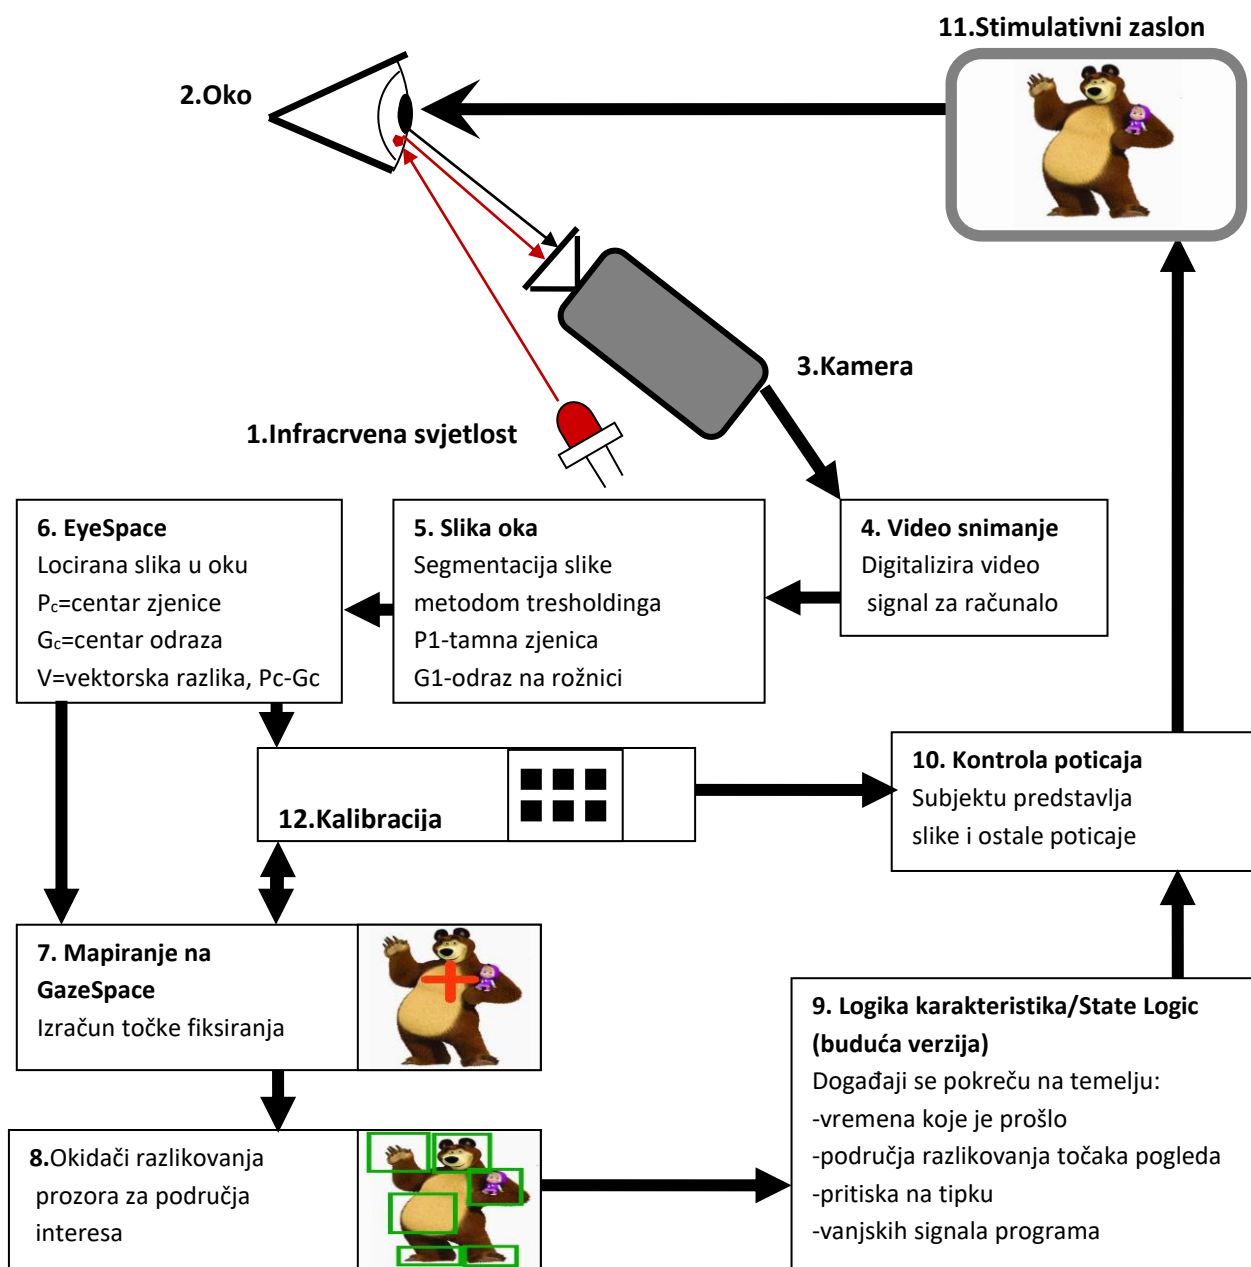 11.Stimulativni zaslon
2.Oko
3.Kamera
1.Infracrvena svjetlost
6. EyeSpace
Locirana slika u oku
Pc=centar zjenice
Gc=centar odraza
V=vektorska razlika, Pc-Gc
5. Slika oka
Segmentacija slike
metodom tresholdinga
P1-tamna zjenica
G1-odraz na rožnici
4. Video snimanje
Digitalizira video
signal za računalo
12.Kalibracija
10. Kontrola poticaja
Subjektu predstavlja
slike i ostale poticaje
7. Mapiranje na
GazeSpace
Izračun točke fiksiranja
8.Okidači razlikovanja
prozora za područja
interesa
9. Logika karakteristika/State Logic
(buduća verzija)
Događaji se pokreču na temelju:
-vremena koje je prošlo
-područja razlikovanja točaka pogleda
-pritiska na tipku
-vanjskih signala programa